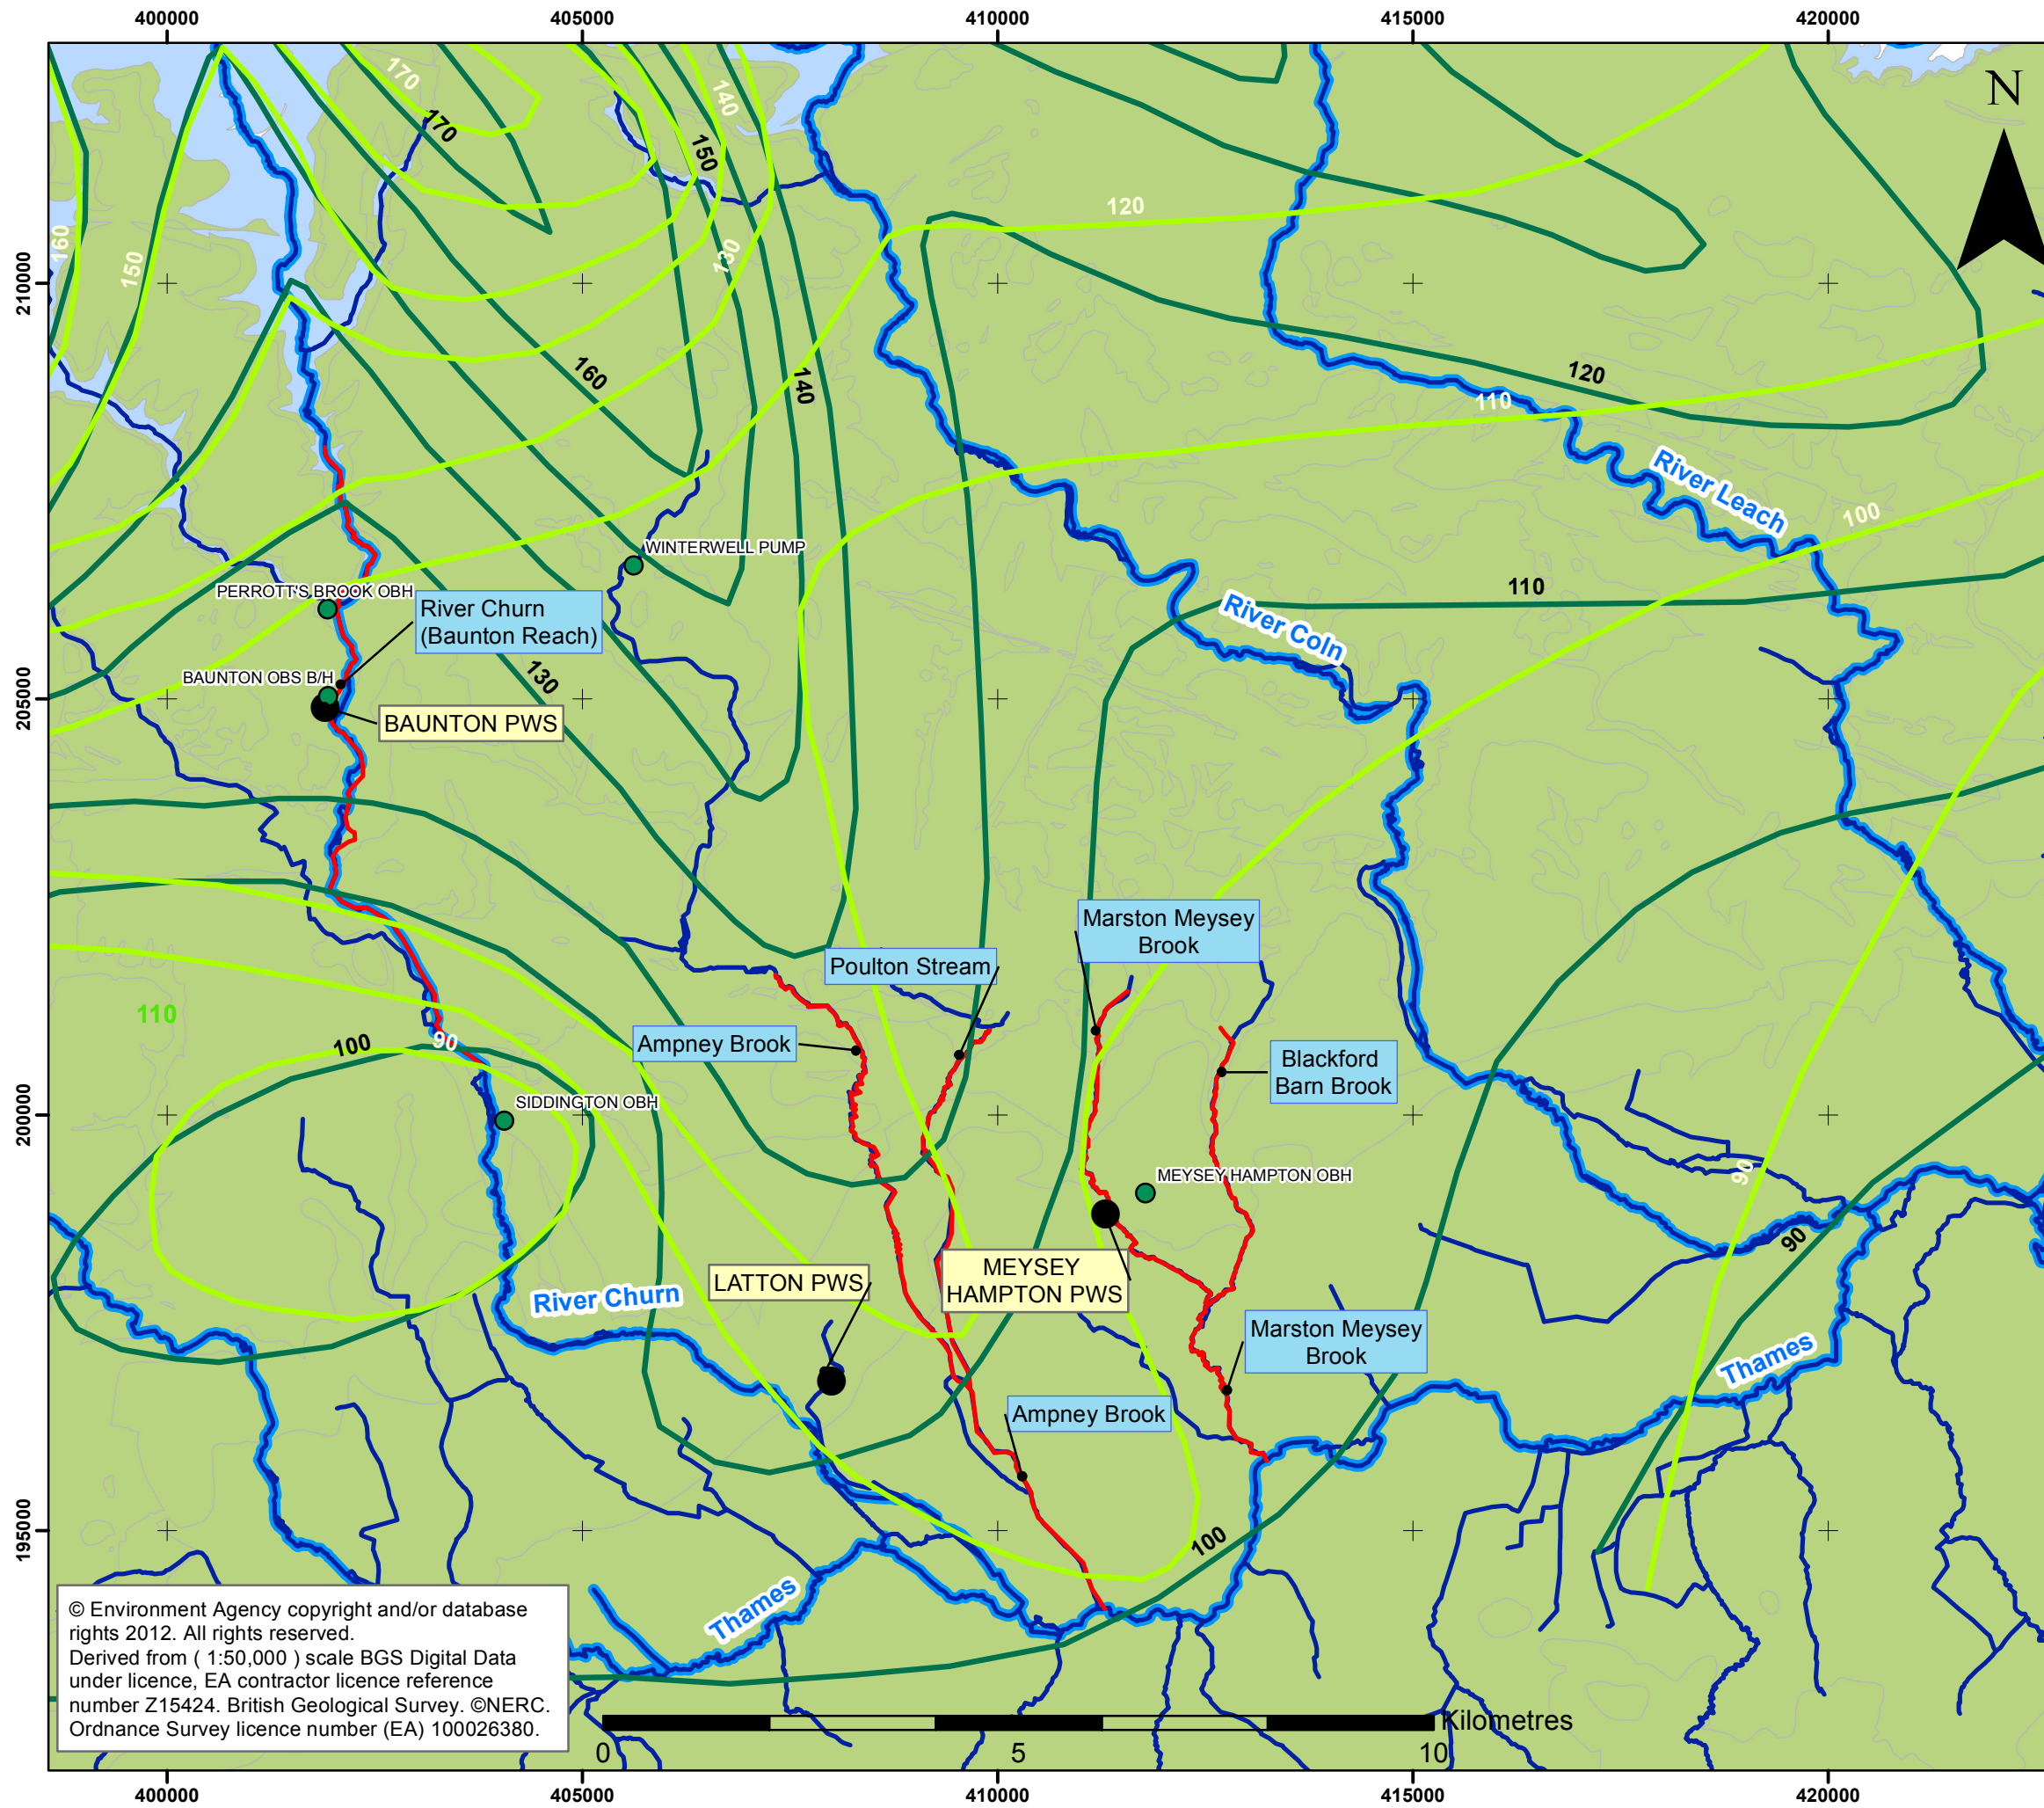 400000
405000
410000
415000
420000
N
170
170
140
150
120
160
150
130
210000
210000
160
140
120
110
River Leach
100
WINTERWELL PUMP
110
PERROTT'S BROOK OBH
River Churn
(Baunton Reach)
River Coln
BAUNTON OBS B/H
130
205000
BAUNTON PWS
Marston Meysey
Brook
Poulton Stream
110
100
90
Ampney Brook
Blackford
Barn Brook
200000
SIDDINGTON OBH
MEYSEY HAMPTON OBH
90
90
MEYSEY
HAMPTON PWS
LATTON PWS
River Churn
Marston Meysey
Brook
Thames
Ampney Brook
195000
100
Thames
© Environment Agency copyright and/or database
rights 2012. All rights reserved.
Derived from ( 1:50,000 ) scale BGS Digital Data
under licence, EA contractor licence reference
number Z15424. British Geological Survey. ©NERC.
Ordnance Survey licence number (EA) 100026380.
Kilometres
0
5
10
400000
405000
410000
415000
420000